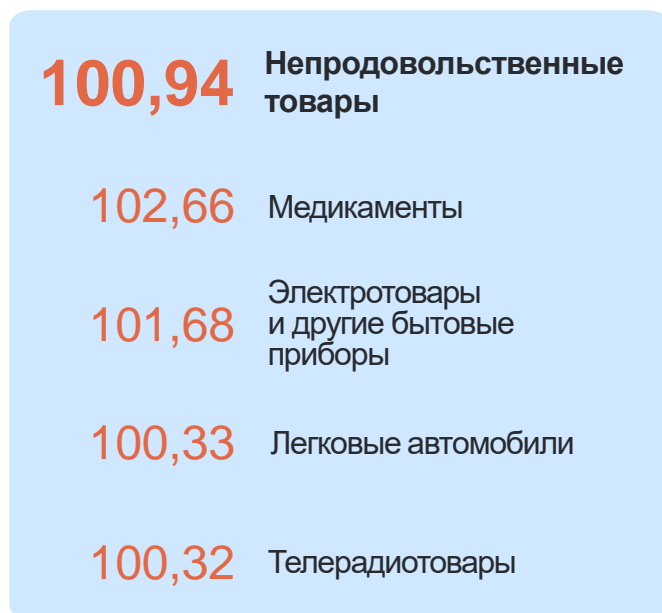 100,94 Непродовольственные
товары
102,66 Медикаменты
Электротовары
101,68 и другие бытовые
приборы
100,33 Легковые автомобили
100,32 Телерадиотовары